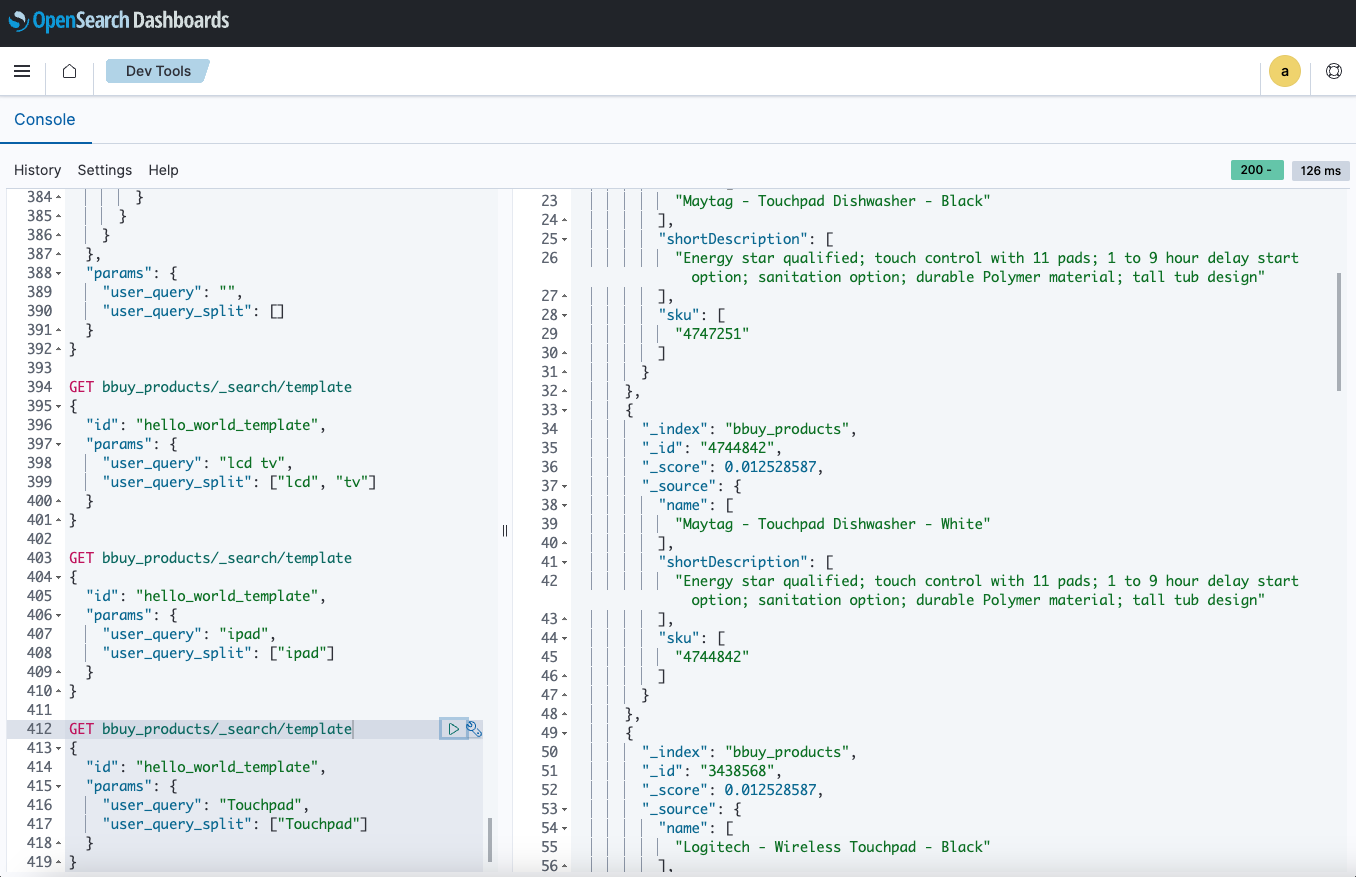 OpenSearch Dashboards
Dev Tools
a
Console
History Settings Help
200 - 126 ms
384 }
385 }
386 }
387 },
388 "params": {
389 "user_query": "",
390 "user_query_split": []
391 }
392 }
393
394 GET bbuy_products/_search/template
395 {
396 "id": "hello_world_template",
397 "params": {
398 "user_query": "lcd tv",
399 "user_query_split": ["lcd", "tv"]
400 }
401 }
402
403 GET bbuy_products/_search/template
404 {
405 "id": "hello_world_template",
406 "params": {
407 "user_query": "ipad",
408 "user_query_split": ["ipad"]
409 }
410 }
411
412 GET bbuy_products/_search/template
413 {
414 "id": "hello_world_template",
415 "params": {
416 "user_query": "Touchpad",
417 "user_query_split": ["Touchpad"]
418 }
419 }
23 "Maytag - Touchpad Dishwasher - Black"
24 ],
25 "shortDescription": [
26 "Energy star qualified; touch control with 11 pads; 1 to 9 hour delay start
option; sanitation option; durable Polymer material; tall tub design"
27 ],
28 "sku": [
29 "4747251"
30 ]
31 }
32 },
33 {
34 "_index": "bbuy_products",
35 "_id": "4744842",
36 "_score": 0.012528587,
37 "_source": {
38 "name": [
39 "Maytag - Touchpad Dishwasher - White"
40 ],
41 "shortDescription": [
42 "Energy star qualified; touch control with 11 pads; 1 to 9 hour delay start
option; sanitation option; durable Polymer material; tall tub design"
43 ],
44 "sku": [
45 "4744842"
46 ]
47 }
48 },
49 {
50 "_index": "bbuy_products",
51 "_id": "3438568",
52 "_score": 0.012528587,
53 "_source": {
54 "name": [
55 "Logitech - Wireless Touchpad - Black"
56 ],